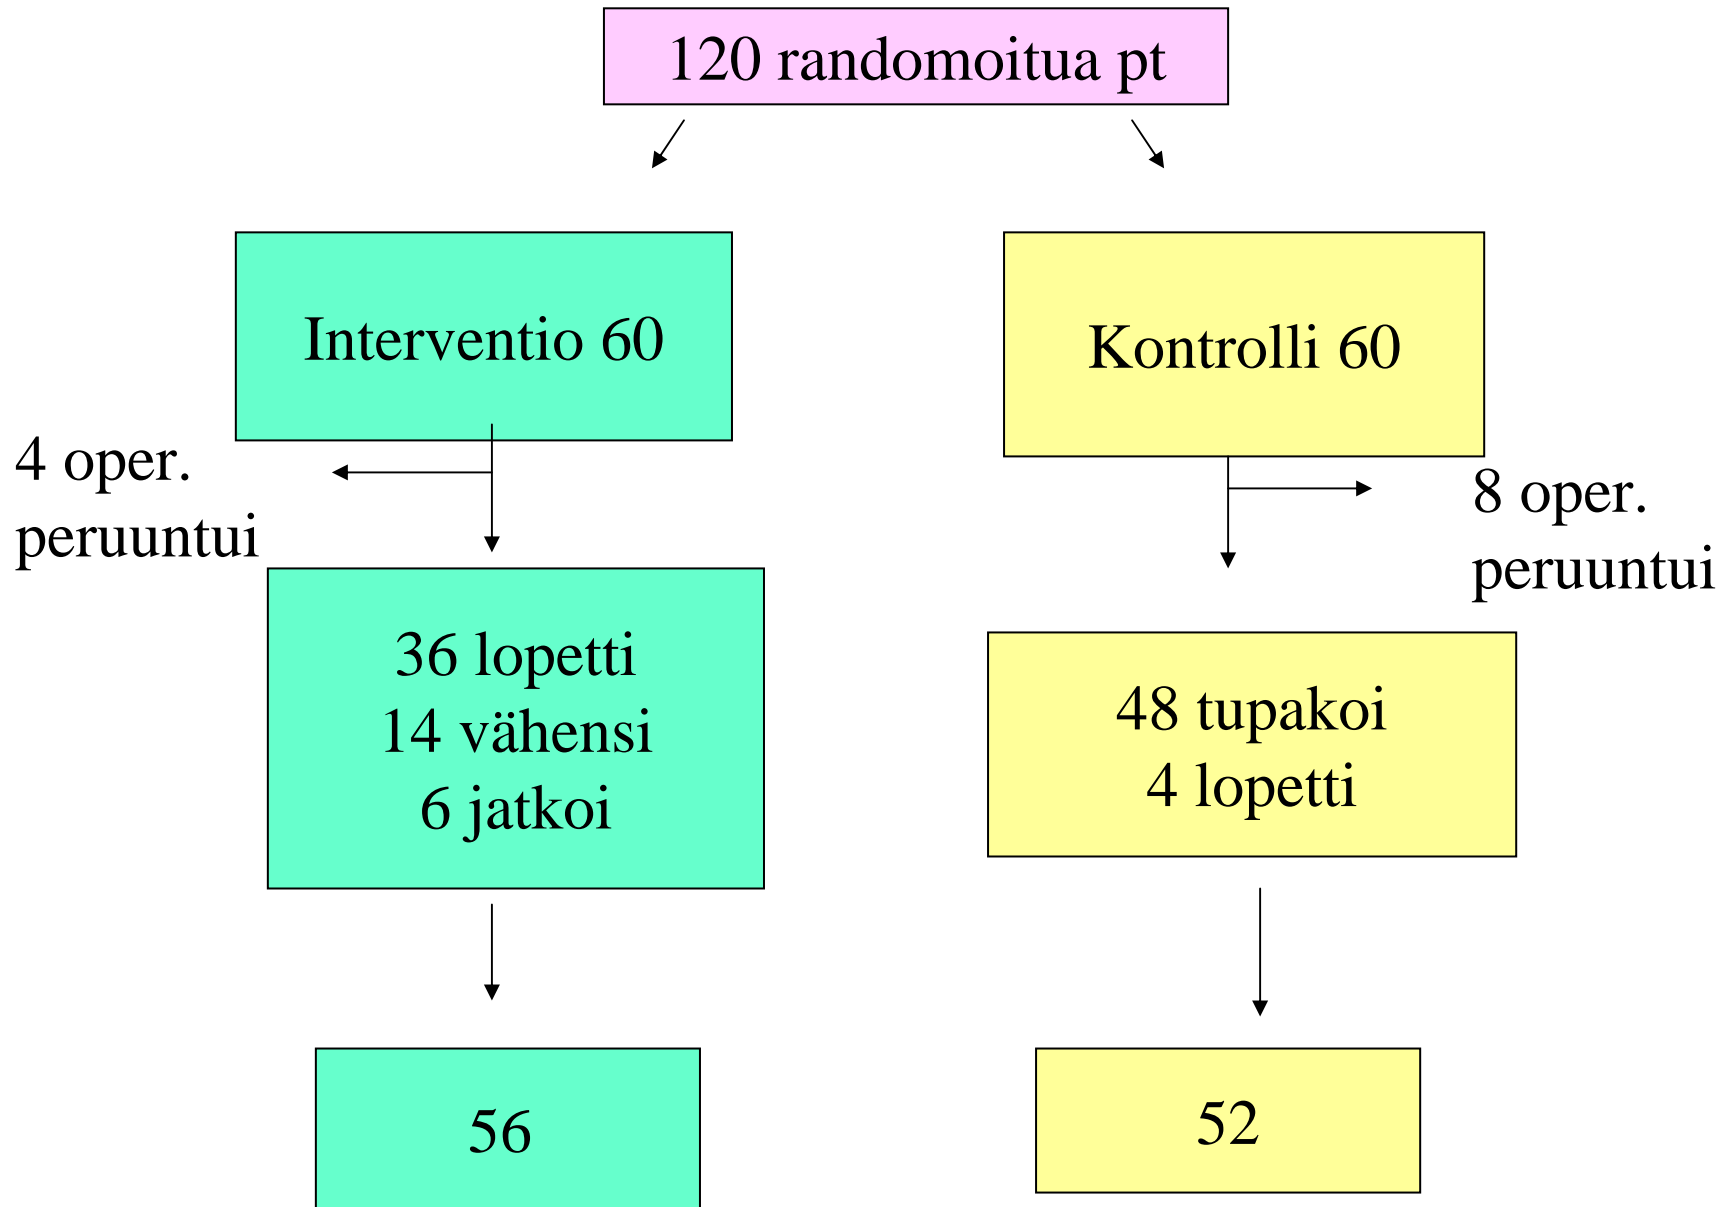 120 randomoitua pt
Interventio 60
Kontrolli 60
4 oper.
peruuntui
8 oper.
peruuntui
36 lopetti
14 vähensi
6 jatkoi
48 tupakoi
4 lopetti
56
52